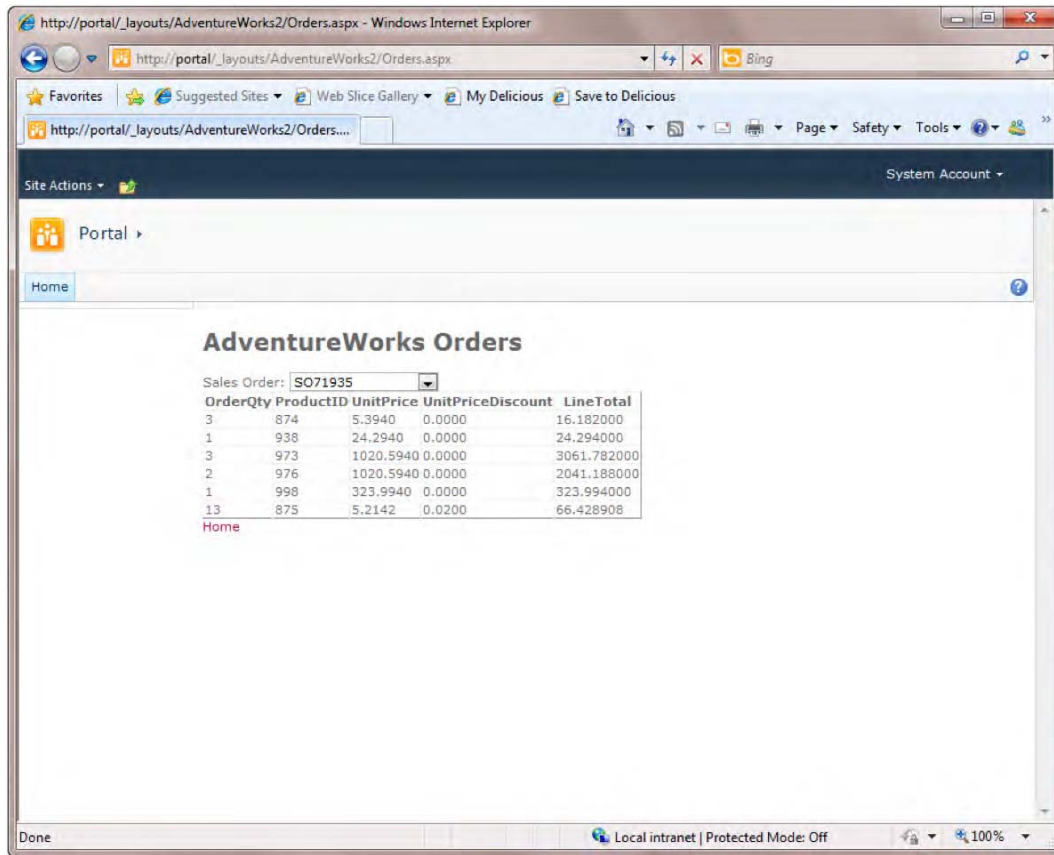 http://portal/_layouts/AdventureWorks2/Orders.aspx - Windows Internet Explorer
http://portal/_layouts/AdventureWorks2/Orders.aspx Bing
Favorites Suggested Sites Web Slice Gallery My Delicious Save to Delicious
http://portal/_layouts/AdventureWorks2/Orders.... Page Safety Tools
Site Actions System Account
Portal
Home
AdventureWorks Orders
Sales Order: SO71935
OrderQty ProductID UnitPrice UnitPriceDiscount LineTotal
3 874 5.3940 0.0000 16.182000
1 938 24.2940 0.0000 24.294000
3 973 1020.5940 0.0000 3061.782000
2 976 1020.5940 0.0000 2041.188000
1 998 323.9940 0.0000 323.994000
13 875 5.2142 0.0200 66.428908
Home
Done Local intranet | Protected Mode: Off 100%